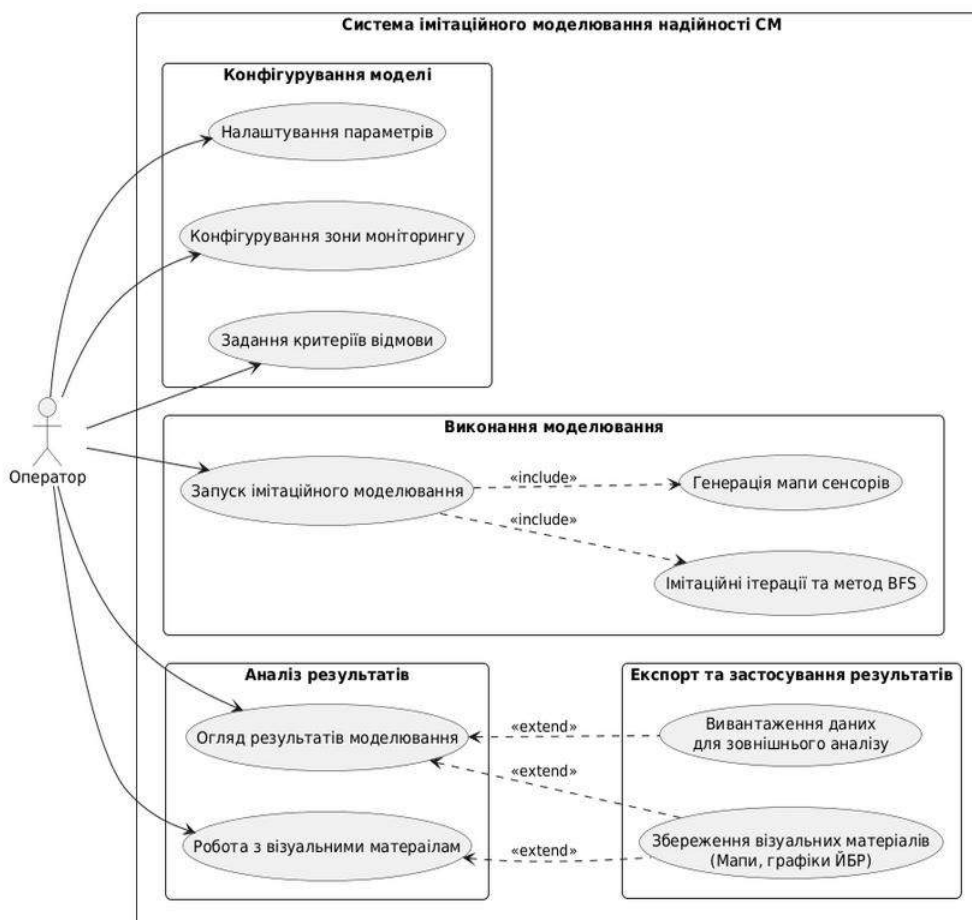 Система імітаційного моделювання надійності СМ
Конфігурування моделі
Налаштування параметрів
Конфігурування зони моніторингу
Задання критеріїв відмови
Оператор
Виконання моделювання
Запуск імітаційного моделювання
«include»
Генерація мапи сенсорів
«include»
Імітаційні ітерації та метод BFS
Аналіз результатів
Огляд результатів моделювання
Робота з візуальними матераілам
Експорт та застосування результатів
«extend»
Вивантаження даних
для зовнішнього аналізу
«extend»
Збереження візуальних матеріалів
(Мапи, графіки ЙБР)
«extend»